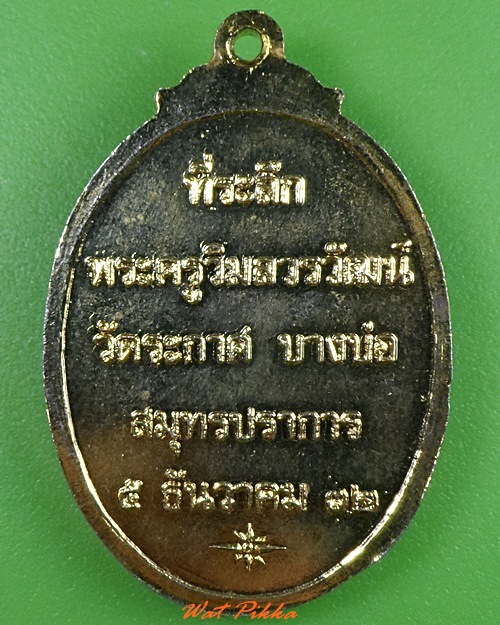 ที่ระลึก
พระครูวิมลวรวัฒน์
วัดระกาศ บางบ่อ
สมุทรปราการ
๕ ธันวาคม ๓๒
Wat Pikka